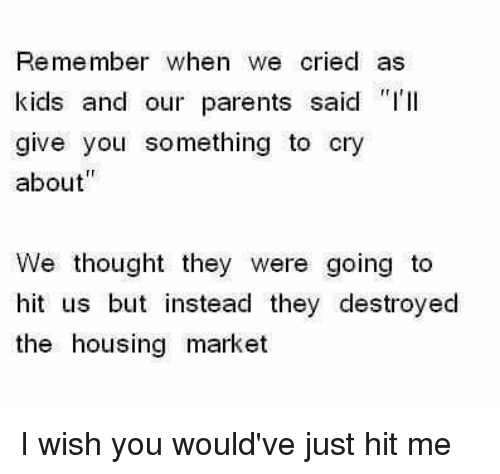 Remember when we cried as
kids and our parents said "I'll
give you something to cry
about"
We thought they were going to
hit us but instead they destroyed
the housing market
I wish you would've just hit me